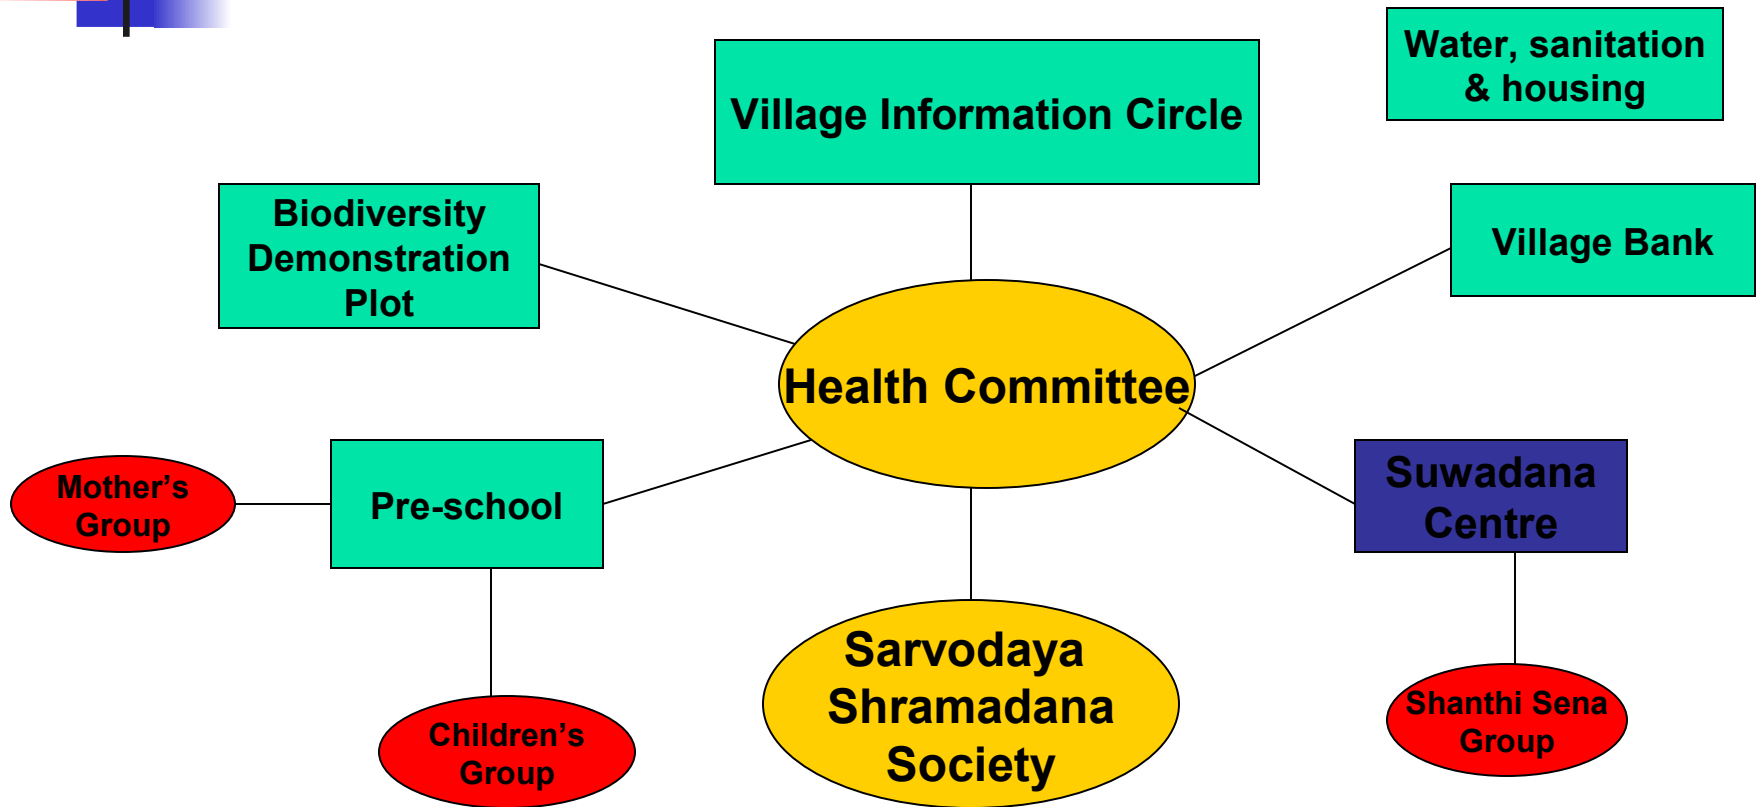 Water, sanitation
& housing
Village Information Circle
Biodiversity
Demonstration
Plot
Village Bank
Health Committee
Mother’s
Group
Pre-school
Suwadana
Centre
Sarvodaya
Shramadana
Society
Children’s
Group
Shanthi Sena
Group